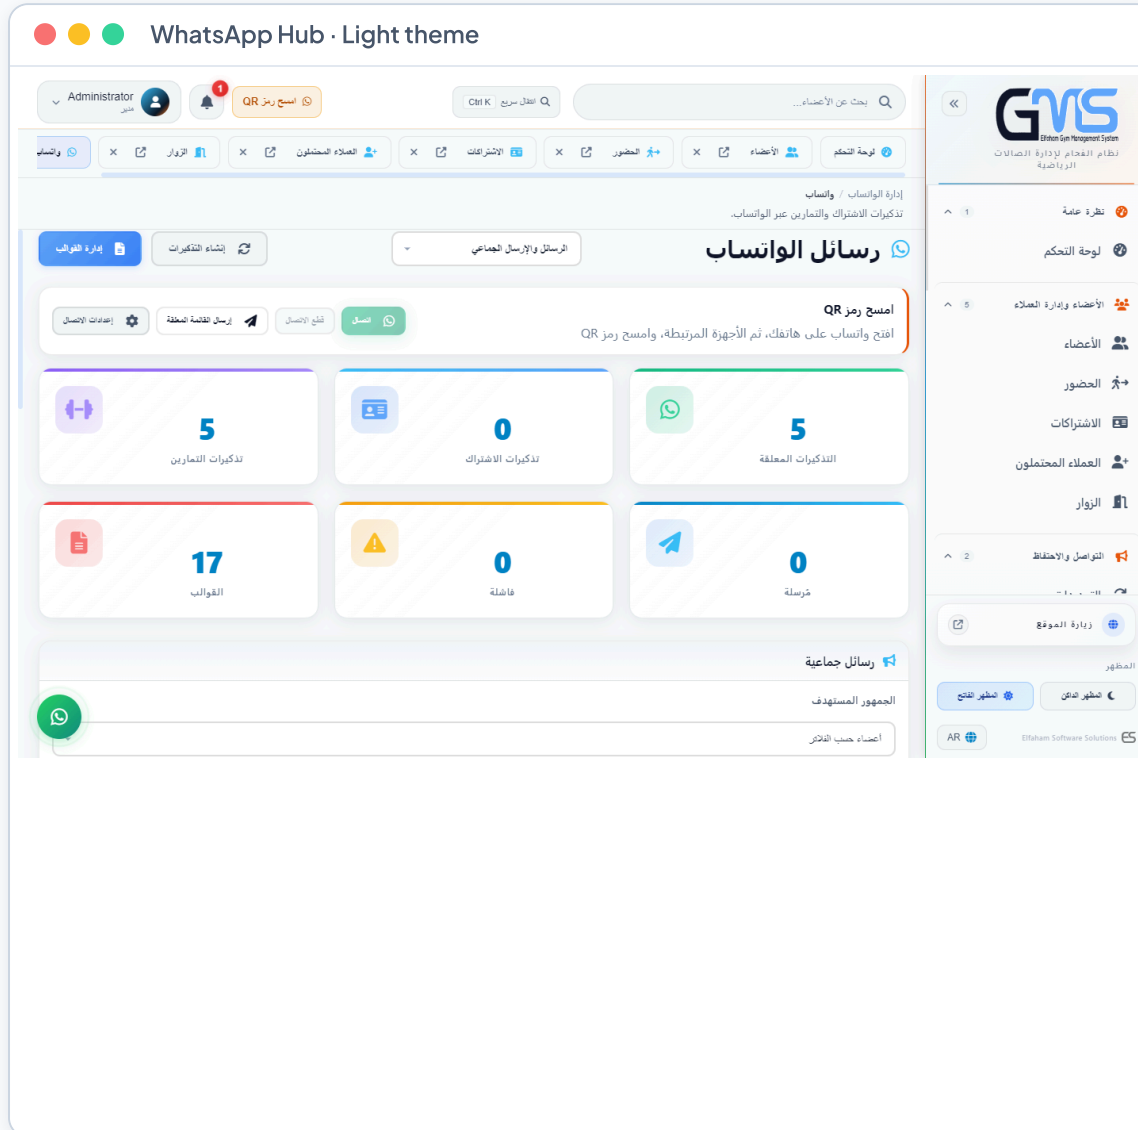 WhatsApp Hub · Light theme
GMS
Elfaham Gym Management System
نظام الفحام لإدارة الصالات
الرياضية
بحث عن الأعضاء...
انتقال سريع Ctrl K
امسح رمز QR
1
Administrator
مدير
لوحة التحكم
الأعضاء
الحضور
الاشتراكات
العملاء المحتملون
الزوار
واتساب
إدارة الواتساب / واتساب
تذكيرات الاشتراك والتمارين عبر الواتساب.
رسائل الواتساب
الرسائل والإرسال الجماعي
إنشاء التذكيرات
إدارة القوالب
امسح رمز QR
افتح واتساب على هاتفك، ثم الأجهزة المرتبطة، وامسح رمز QR
اتصال
قطع الاتصال
إرسال القائمة المعلقة
إعدادات الاتصال
5
التذكيرات المعلقة
0
تذكيرات الاشتراك
5
تذكيرات التمارين
0
مُرسلة
0
فاشلة
17
القوالب
رسائل جماعية
الجمهور المستهدف
أعضاء حسب الفلاتر
نظرة عامة 1
لوحة التحكم
الأعضاء وإدارة العملاء 5
الأعضاء
الحضور
الاشتراكات
العملاء المحتملون
الزوار
التواصل والاحتفاظ 2
زيارة الموقع
المظهر
المظهر الداكن
المظهر الفاتح
ES Elfaham Software Solutions
AR